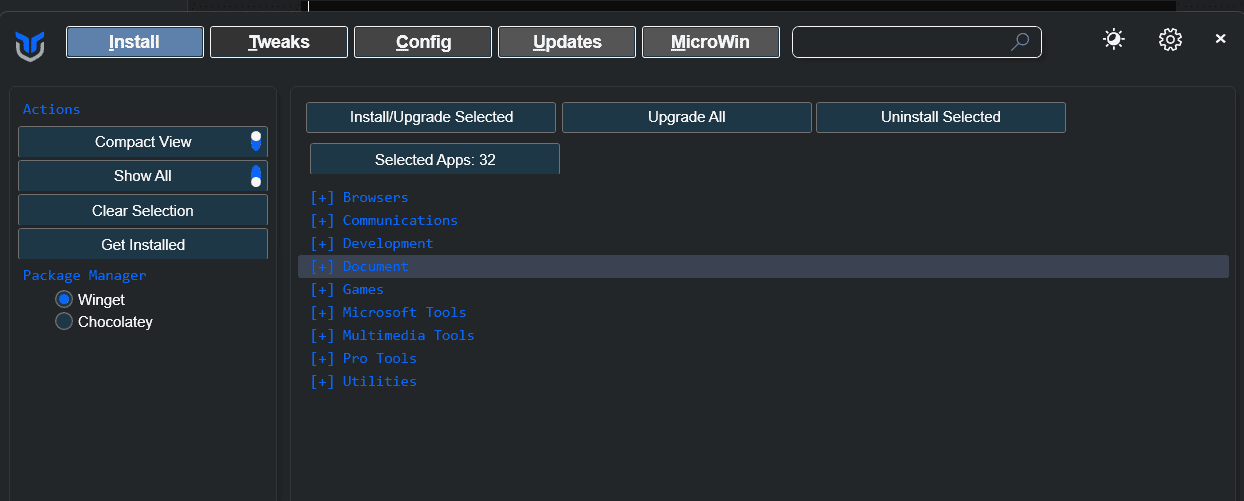 Install Tweaks Config Updates MicroWin
Actions
Compact View
Show All
Clear Selection
Get Installed
Package Manager
Winget
Chocolatey
Install/Upgrade Selected Upgrade All Uninstall Selected
Selected Apps: 32
[+] Browsers
[+] Communications
[+] Development
[+] Document
[+] Games
[+] Microsoft Tools
[+] Multimedia Tools
[+] Pro Tools
[+] Utilities